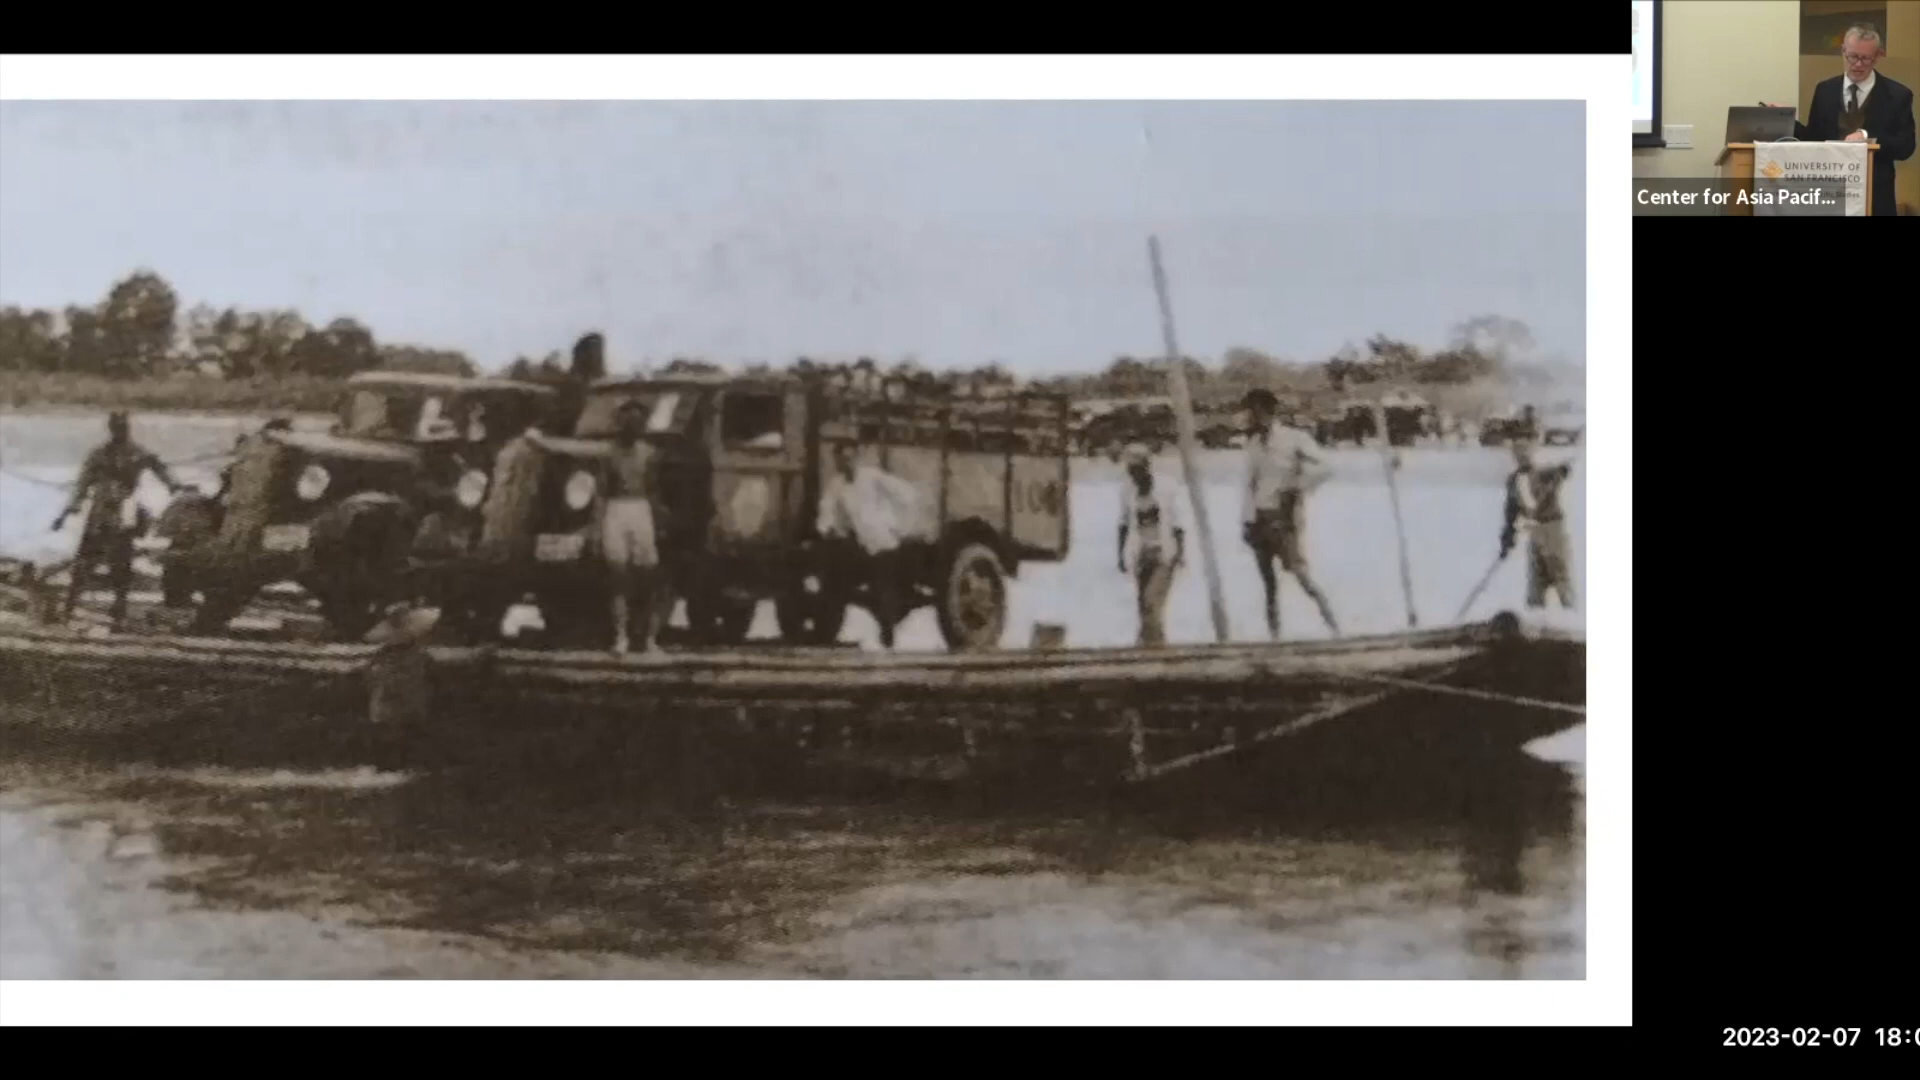 UNIVERSITY OF
SAN FRANCISCO
Center for Asia Pacif...
2023-02-07 18:0